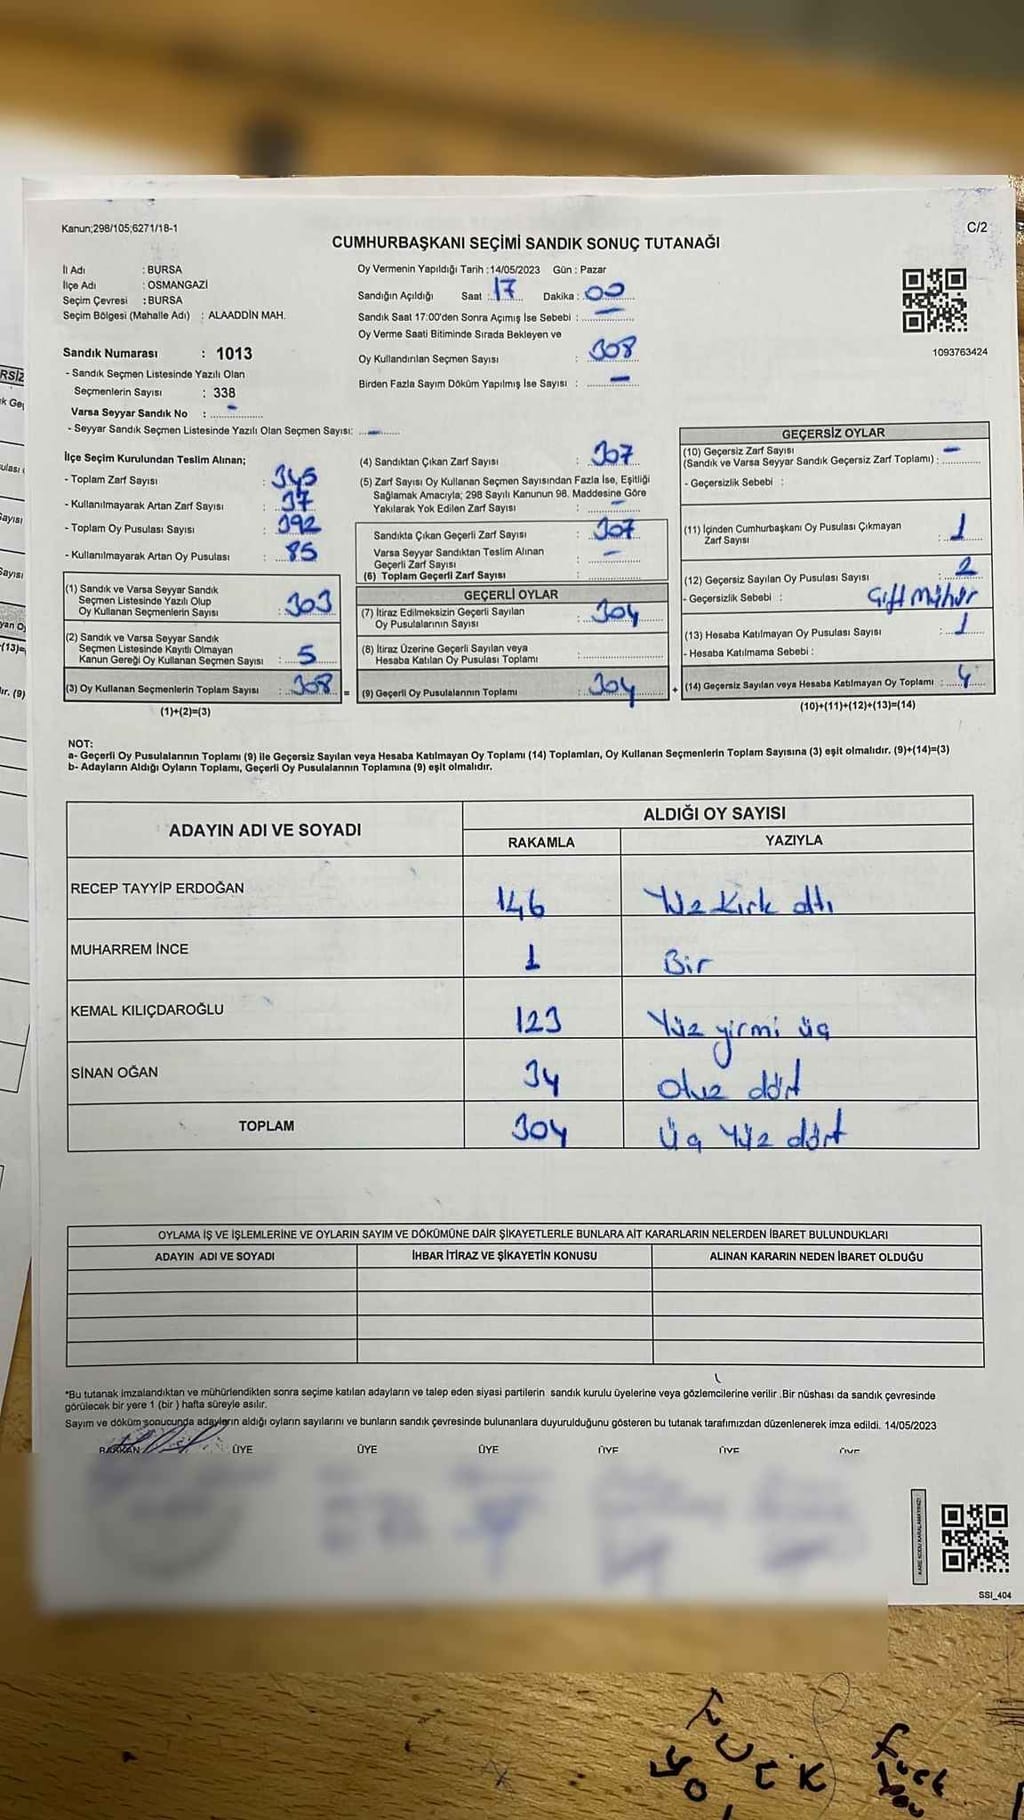 Kanun;298/105;6271/18-1
C/2
CUMHURBAŞKANI SEÇİMİ SANDIK SONUÇ TUTANAĞI
İl Adı : BURSA
İlçe Adı : OSMANGAZİ
Seçim Çevresi : BURSA
Seçim Bölgesi (Mahalle Adı) : ALAADDİN MAH.
Sandık Numarası : 1013
- Sandık Seçmen Listesinde Yazılı Olan
Seçmenlerin Sayısı : 338
Varsa Seyyar Sandık No : -
- Seyyar Sandık Seçmen Listesinde Yazılı Olan Seçmen Sayısı: -
Oy Vermenin Yapıldığı Tarih : 14/05/2023 Gün : Pazar
Sandığın Açıldığı Saat : 17 Dakika : 00
Sandık Saat 17:00'den Sonra Açımış İse Sebebi : -
Oy Verme Saati Bitiminde Sırada Bekleyen ve
Oy Kullandırılan Seçmen Sayısı : 308
Birden Fazla Sayım Döküm Yapılmış İse Sayısı : -
1093763424
İlçe Seçim Kurulundan Teslim Alınan;
- Toplam Zarf Sayısı : 345
- Kullanılmayarak Artan Zarf Sayısı : 37
- Toplom Oy Pusulası Sayısı : 392
- Kullanılmayarak Artan Oy Pusulası : 85
(1) Sandık ve Varsa Seyyar Sandık
Seçmen Listesinde Yazılı Olup
Oy Kullanan Seçmenlerin Sayısı : 303
(2) Sandık ve Varsa Seyyar Sandık
Seçmen Listesinde Kayıtlı Olmayan
Kanun Gereği Oy Kullanan Seçmen Sayısı : 5
(3) Oy Kullanan Seçmenlerin Toplam Sayısı : 308 =
(1)+(2)=(3)
(4) Sandıktan Çıkan Zarf Sayısı : 307
(5) Zarf Sayısı Oy Kullanan Seçmen Sayısından Fazla İse, Eşitliği
Sağlamak Amacıyla; 298 Sayılı Kanunun 98. Maddesine Göre
Yakılarak Yok Edilen Zarf Sayısı : -
Sandıkta Çıkan Geçerli Zarf Sayısı : 307
Varsa Seyyar Sandıktan Teslim Alınan
Geçerli Zarf Sayısı : -
(6) Toplam Geçerli Zarf Sayısı :
GEÇERLİ OYLAR
(7) İtiraz Edilmeksizin Geçerli Sayılan
Oy Pusulalarının Sayısı : 304
(8) İtiraz Üzerine Geçerli Sayılan veya
Hesaba Katılan Oy Pusulası Toplamı :
(9) Geçerli Oy Pusulalarının Toplamı : 304 +
GEÇERSİZ OYLAR
(10) Geçersiz Zarf Sayısı -
(Sandık ve Varsa Seyyar Sandık Geçersiz Zarf Toplamı) :
- Geçersizlik Sebebi :
(11) İçinden Cumhurbaşkanı Oy Pusulası Çıkmayan
Zarf Sayısı : 1
(12) Geçersiz Sayılan Oy Pusulası Sayısı : 2
- Geçersizlik Sebebi : Çift Mühür
(13) Hesaba Katılmayan Oy Pusulası Sayısı : 1
- Hesaba Katılmama Sebebi :
(14) Geçersiz Sayılan veya Hesaba Katılmayan Oy Toplamı : 4
(10)+(11)+(12)+(13)=(14)
NOT:
a- Geçerli Oy Pusulalarının Toplamı (9) ile Geçersiz Sayılan veya Hesaba Katılmayan Oy Toplamı (14) Toplamları, Oy Kullanan Seçmenlerin Toplam Sayısına (3) eşit olmalıdır. (9)+(14)=(3)
b- Adayların Aldığı Oyların Toplamı, Geçerli Oy Pusulalarının Toplamına (9) eşit olmalıdır.
ADAYIN ADI VE SOYADI
ALDIĞI OY SAYISI
RAKAMLA YAZIYLA
RECEP TAYYİP ERDOĞAN 146 Yüz kırk altı
MUHARREM İNCE 1 Bir
KEMAL KILIÇDAROĞLU 123 Yüz yirmi üç
SİNAN OĞAN 34 otuz dört
TOPLAM 304 Üç Yüz dört
OYLAMA İŞ VE İŞLEMLERİNE VE OYLARIN SAYIM VE DÖKÜMÜNE DAİR ŞİKAYETLERLE BUNLARA AİT KARARLARIN NELERDEN İBARET BULUNDUKLARI
ADAYIN ADI VE SOYADI İHBAR İTİRAZ VE ŞİKAYETİN KONUSU ALINAN KARARIN NEDEN İBARET OLDUĞU
*Bu tutanak imzalandıktan ve mühürlendikten sonra seçime katılan adayların ve talep eden siyasi partilerin sandık kurulu üyelerine veya gözlemcilerine verilir .Bir nüshası da sandık çevresinde
görülecek bir yere 1 (bir ) hafta süreyle asılır.
Sayım ve döküm sonucunda adayların aldığı oyların sayılarını ve bunların sandık çevresinde bulunanlara duyurulduğunu gösteren bu tutanak tarafımızdan düzenlenerek imza edildi. 14/05/2023
BAŞKAN ÜYE ÜYE ÜYE ÜYE ÜYE ÜYE
SSI_404
FUCK
YO
fuck
you